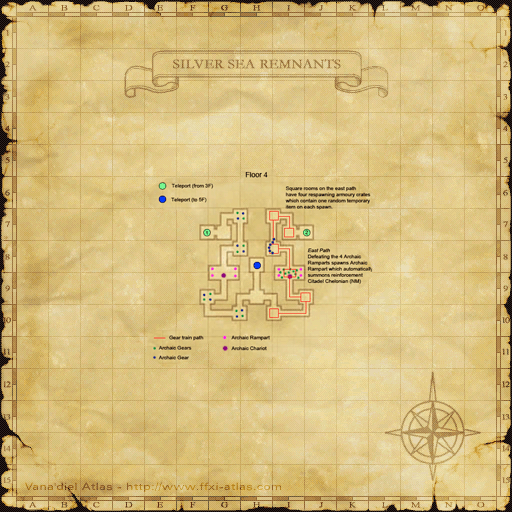 A B C D E F G H I J K L M N O
SILVER SEA REMNANTS
Floor 4
Teleport (from 3F)
Teleport (to 5F)
Square rooms on the east path
have four respawning armoury crates
which contain one random temporary
item on each spawn.
1
2
East Path
Defeating the 4 Archaic
Ramparts spawns Archaic
Rampart which automatically
summons reinforcement
Citadel Chelonian (NM)
Gear train path
Archaic Rampart
Archaic Gears
Archaic Chariot
Archaic Gear
1
2
3
4
5
6
7
8
9
10
11
12
13
14
15
Vana'diel Atlas - http://www.ffxi-atlas.com
A B C D E F G H I J K L M N O